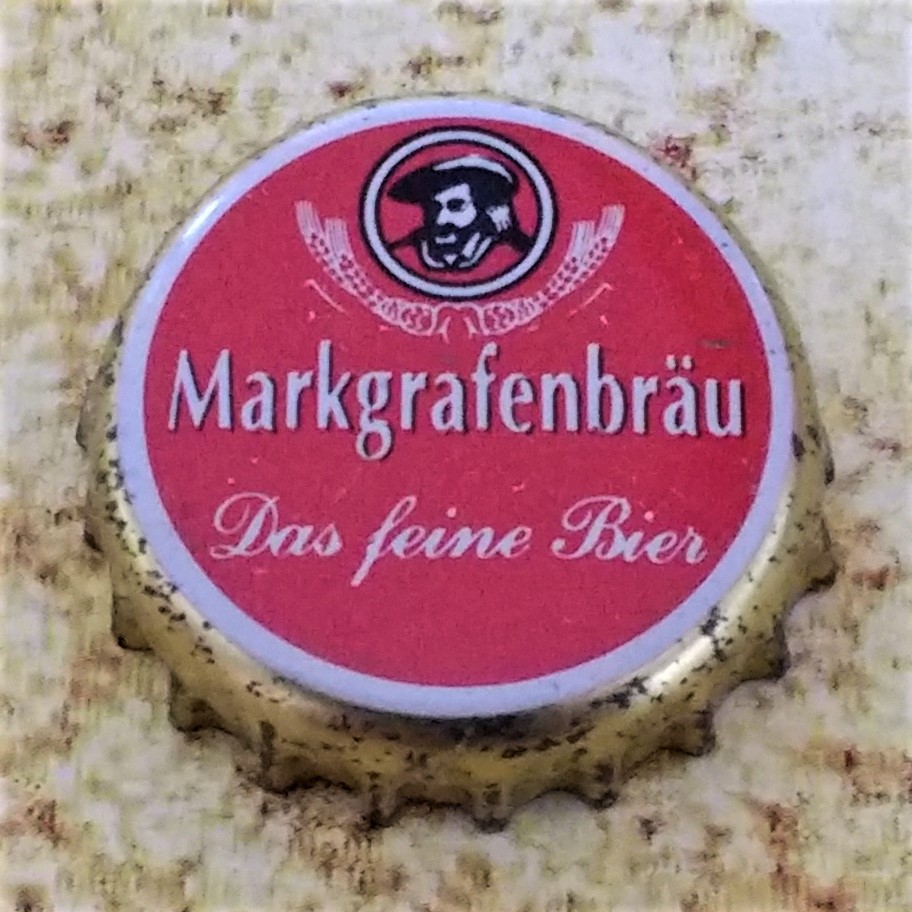 Markgrafenbräu
Das feine Bier